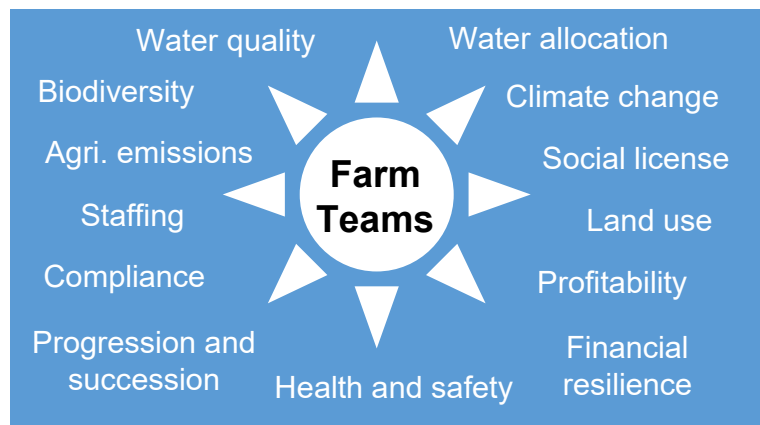 Water quality
Water allocation
Biodiversity
Climate change
Agri. emissions
Social license
Farm
Teams
Staffing
Land use
Compliance
Profitability
Progression and
succession
Health and safety
Financial
resilience